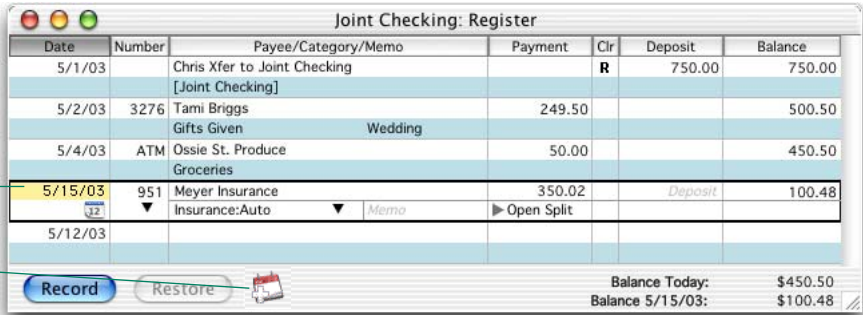 Joint Checking: Register
Date Number Payee/Category/Memo Payment Clr Deposit Balance
5/1/03 Chris Xfer to Joint Checking R 750.00 750.00
[Joint Checking]
5/2/03 3276 Tami Briggs 249.50 500.50
Gifts Given Wedding
5/4/03 ATM Ossie St. Produce 50.00 450.50
Groceries
5/15/03 951 Meyer Insurance 350.02 Deposit 100.48
12 Insurance:Auto Memo Open Split
5/12/03
Record Restore Balance Today: $450.50
Balance 5/15/03: $100.48